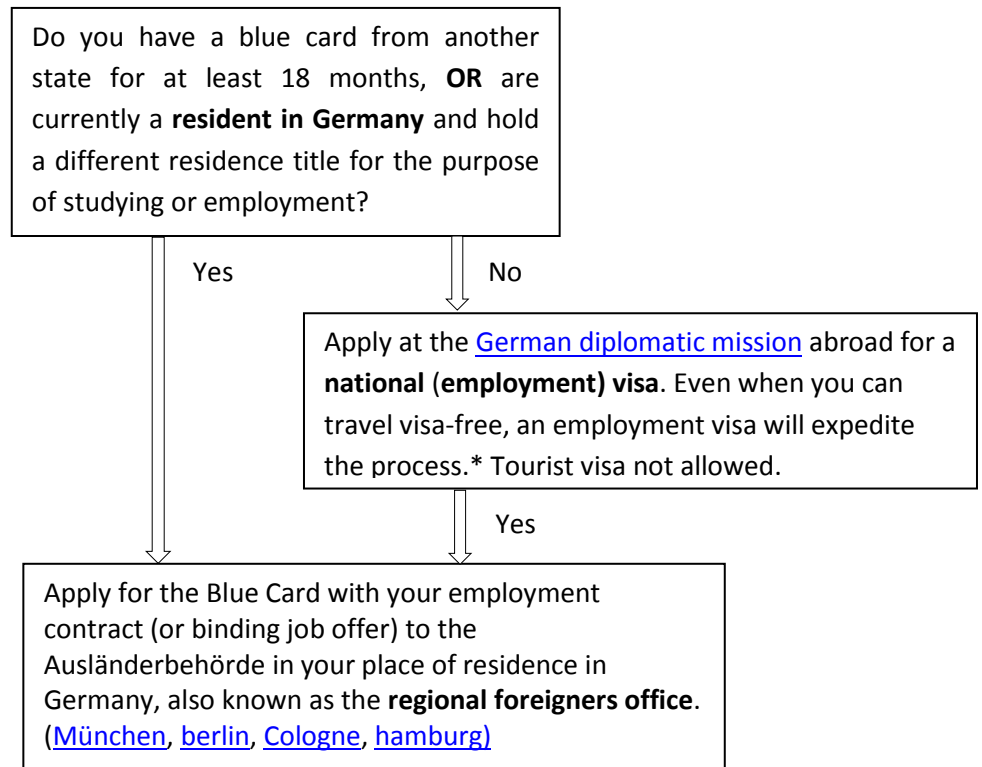 Do you have a blue card from another
state for at least 18 months, OR are
currently a resident in Germany and hold
a different residence title for the purpose
of studying or employment?
Yes
No
Apply at the German diplomatic mission abroad for a
national (employment) visa. Even when you can
travel visa-free, an employment visa will expedite
the process.* Tourist visa not allowed.
Yes
Apply for the Blue Card with your employment
contract (or binding job offer) to the
Ausländerbehörde in your place of residence in
Germany, also known as the regional foreigners office.
(München, berlin, Cologne, hamburg)